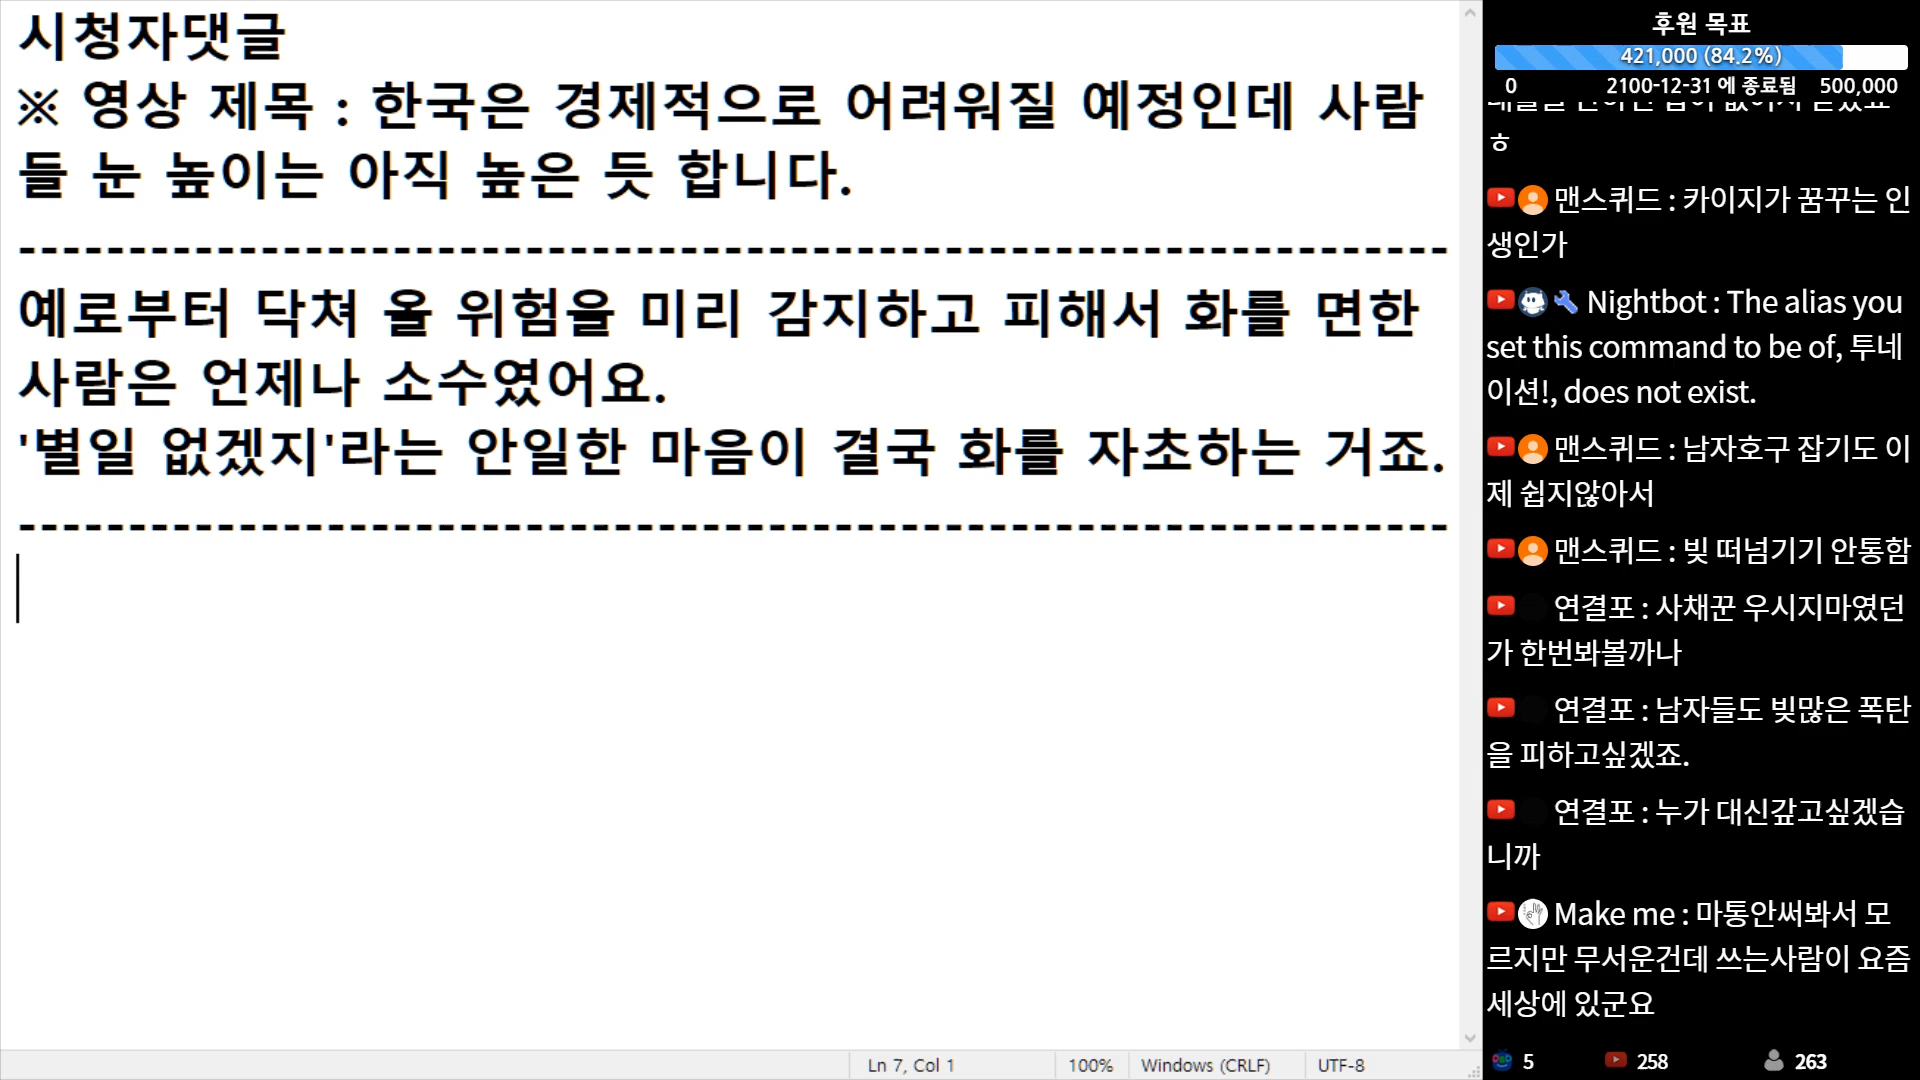 시청자댓글
※ 영상 제목 : 한국은 경제적으로 어려워질 예정인데 사람
들 눈 높이는 아직 높은 듯 합니다.
--------------------------------------------------------------
예로부터 닥쳐 올 위험을 미리 감지하고 피해서 화를 면한
사람은 언제나 소수였어요.
'별일 없겠지'라는 안일한 마음이 결국 화를 자초하는 거죠.
--------------------------------------------------------------
Ln 7, Col 1
100%
Windows (CRLF)
UTF-8
후원 목표
421,000 (84.2%)
0 2100-12-31 에 종료됨 500,000
ㅎ
맨스퀴드 : 카이지가 꿈꾸는 인
생인가
Nightbot : The alias you
set this command to be of, 투네
이션!, does not exist.
맨스퀴드 : 남자호구 잡기도 이
제 쉽지않아서
맨스퀴드 : 빚 떠넘기기 안통함
연결포 : 사채꾼 우시지마였던
가 한번봐볼까나
연결포 : 남자들도 빚많은 폭탄
을 피하고싶겠죠.
연결포 : 누가 대신갚고싶겠습
니까
Make me : 마통안써봐서 모
르지만 무서운건데 쓰는사람이 요즘
세상에 있군요
5 258 263